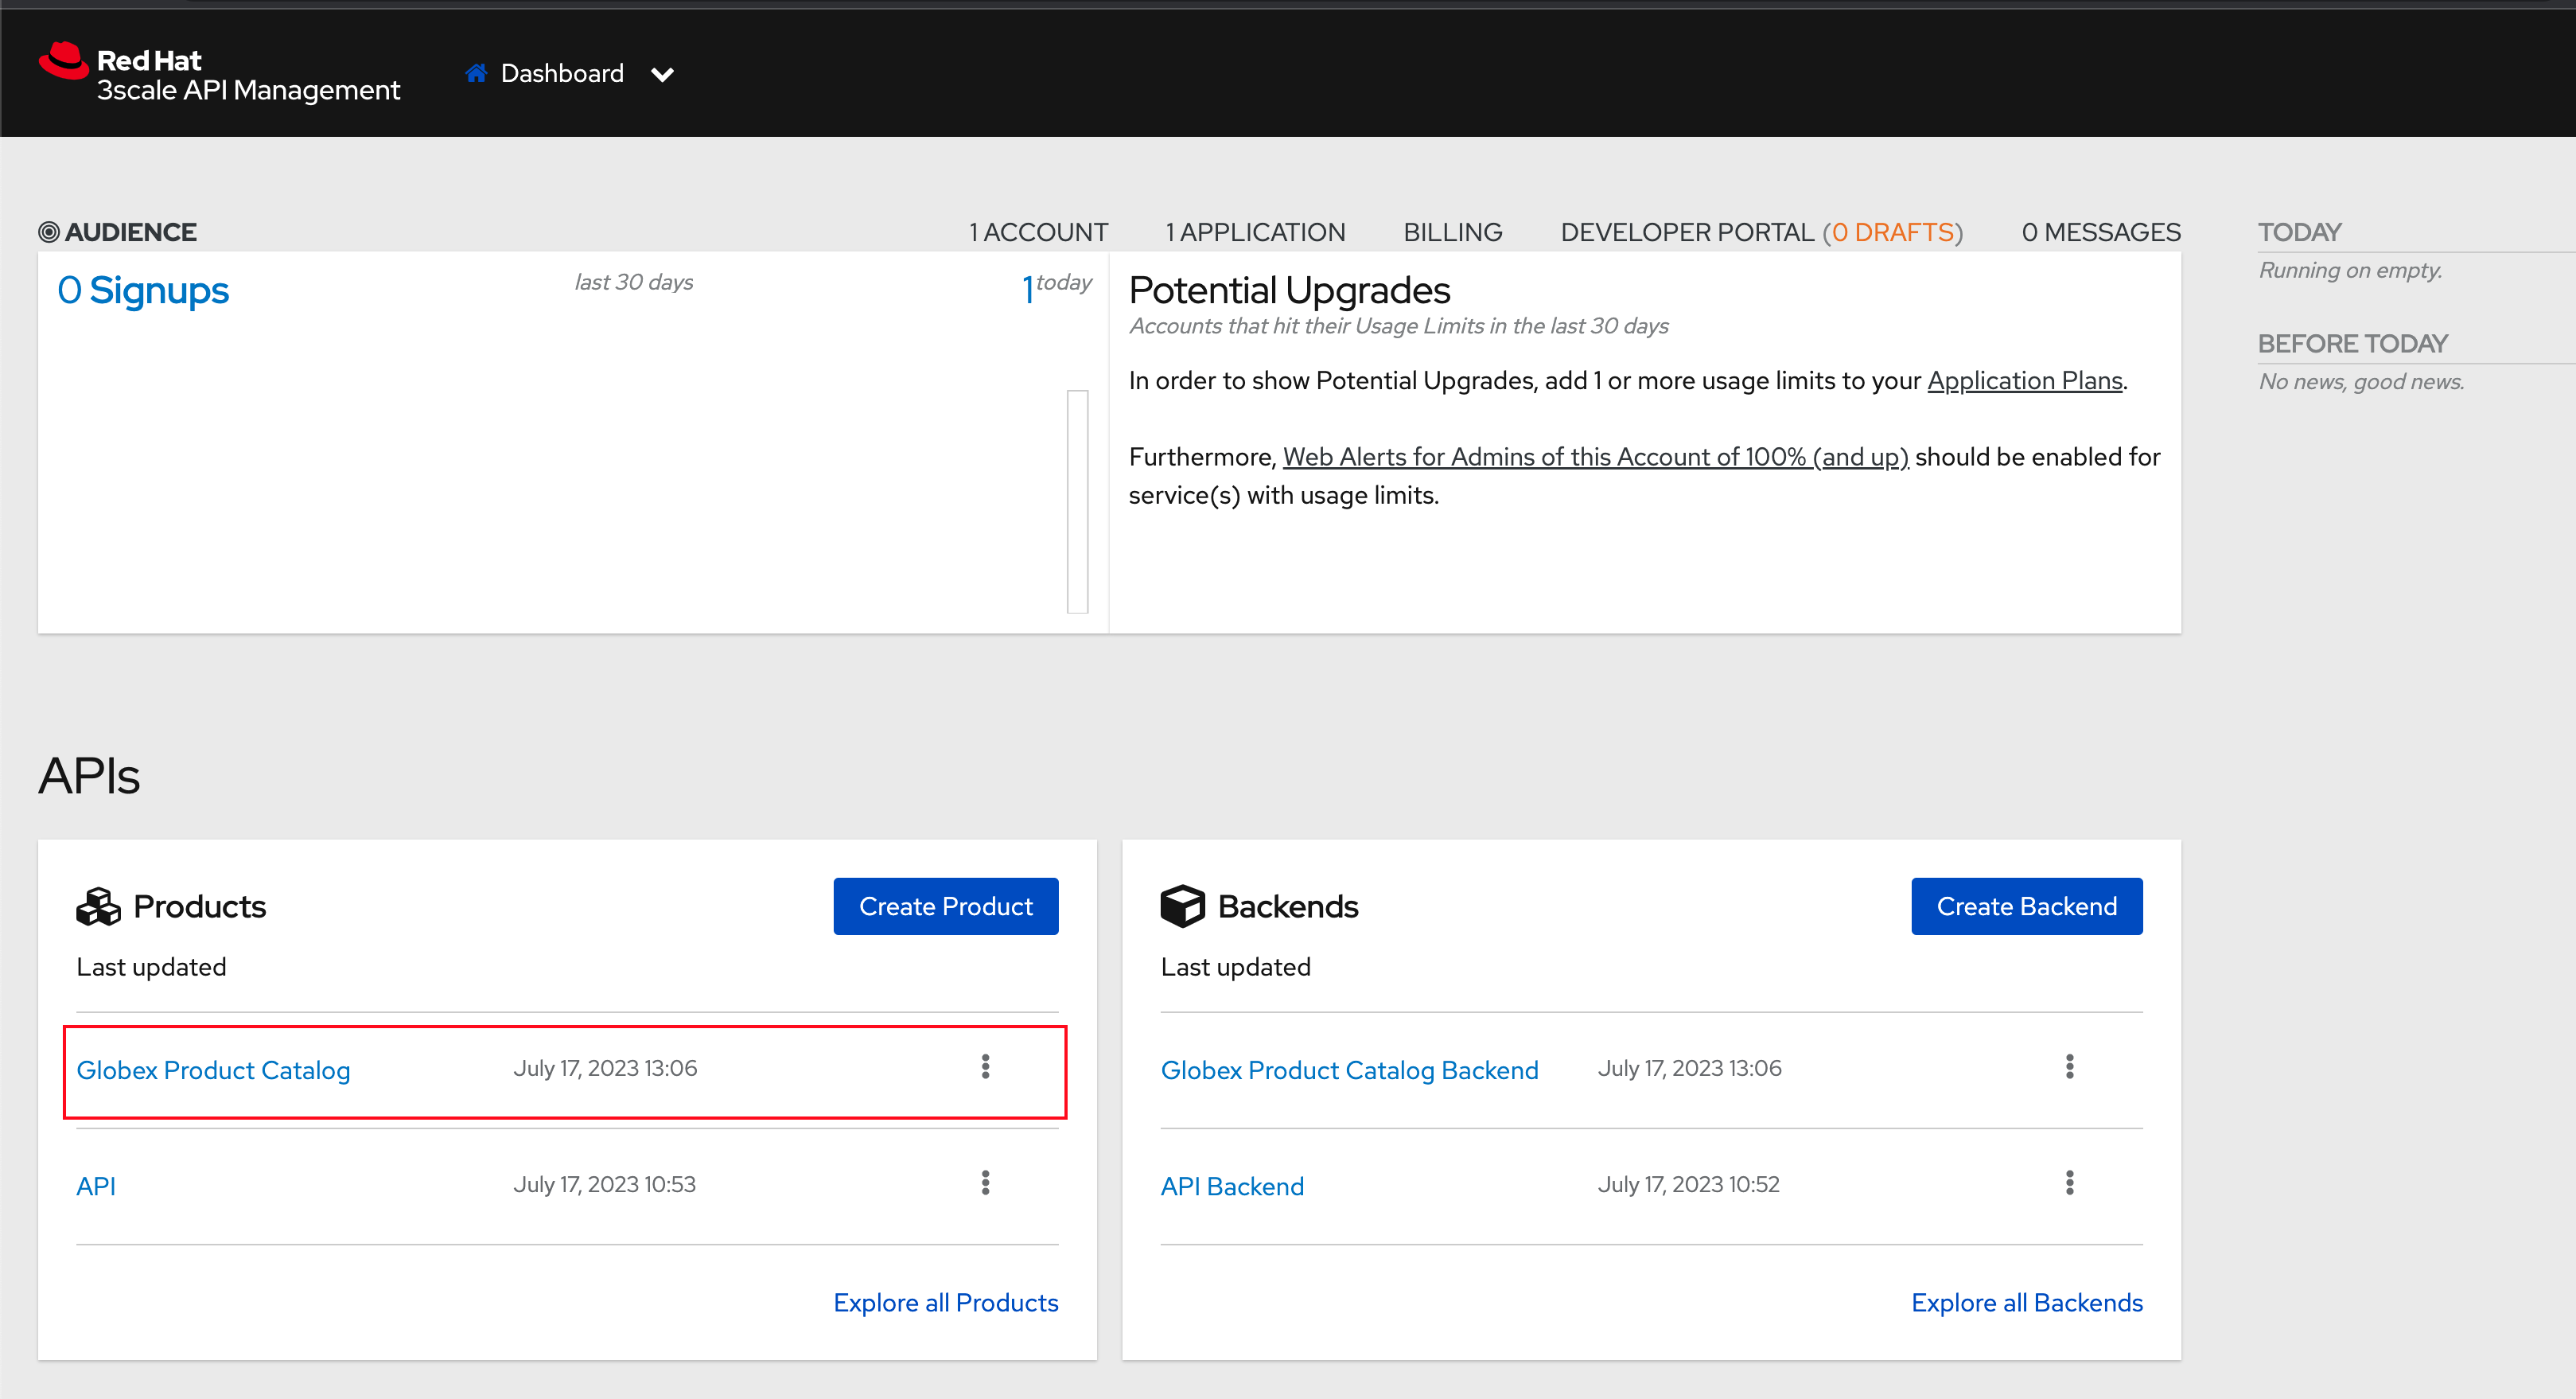 Red Hat
3scale API Management
Dashboard
AUDIENCE
1 ACCOUNT
1 APPLICATION
BILLING
DEVELOPER PORTAL (0 DRAFTS)
0 MESSAGES
0 Signups
last 30 days
1 today
Potential Upgrades
Accounts that hit their Usage Limits in the last 30 days
In order to show Potential Upgrades, add 1 or more usage limits to your Application Plans.
Furthermore, Web Alerts for Admins of this Account of 100% (and up) should be enabled for
service(s) with usage limits.
TODAY
Running on empty.
BEFORE TODAY
No news, good news.
APIs
Products
Create Product
Last updated
Globex Product Catalog
July 17, 2023 13:06
API
July 17, 2023 10:53
Explore all Products
Backends
Create Backend
Last updated
Globex Product Catalog Backend
July 17, 2023 13:06
API Backend
July 17, 2023 10:52
Explore all Backends